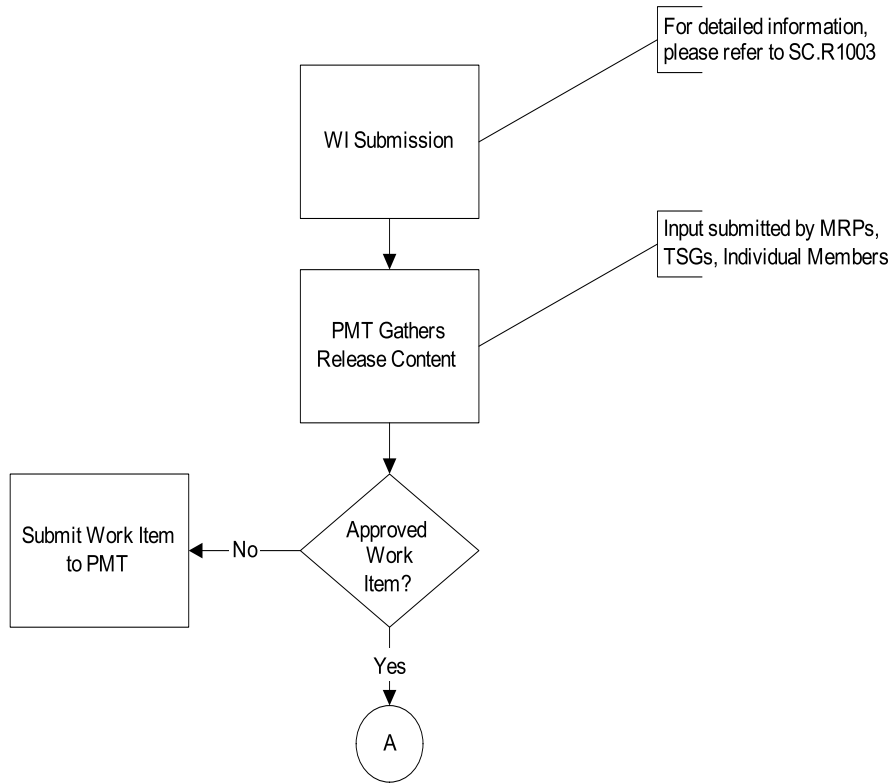 For detailed information,
please refer to SC.R1003
WI Submission
Input submitted by MRPs,
TSGs, Individual Members
PMT Gathers
Release Content
Approved
Work
Item?
No
Submit Work Item
to PMT
Yes
A